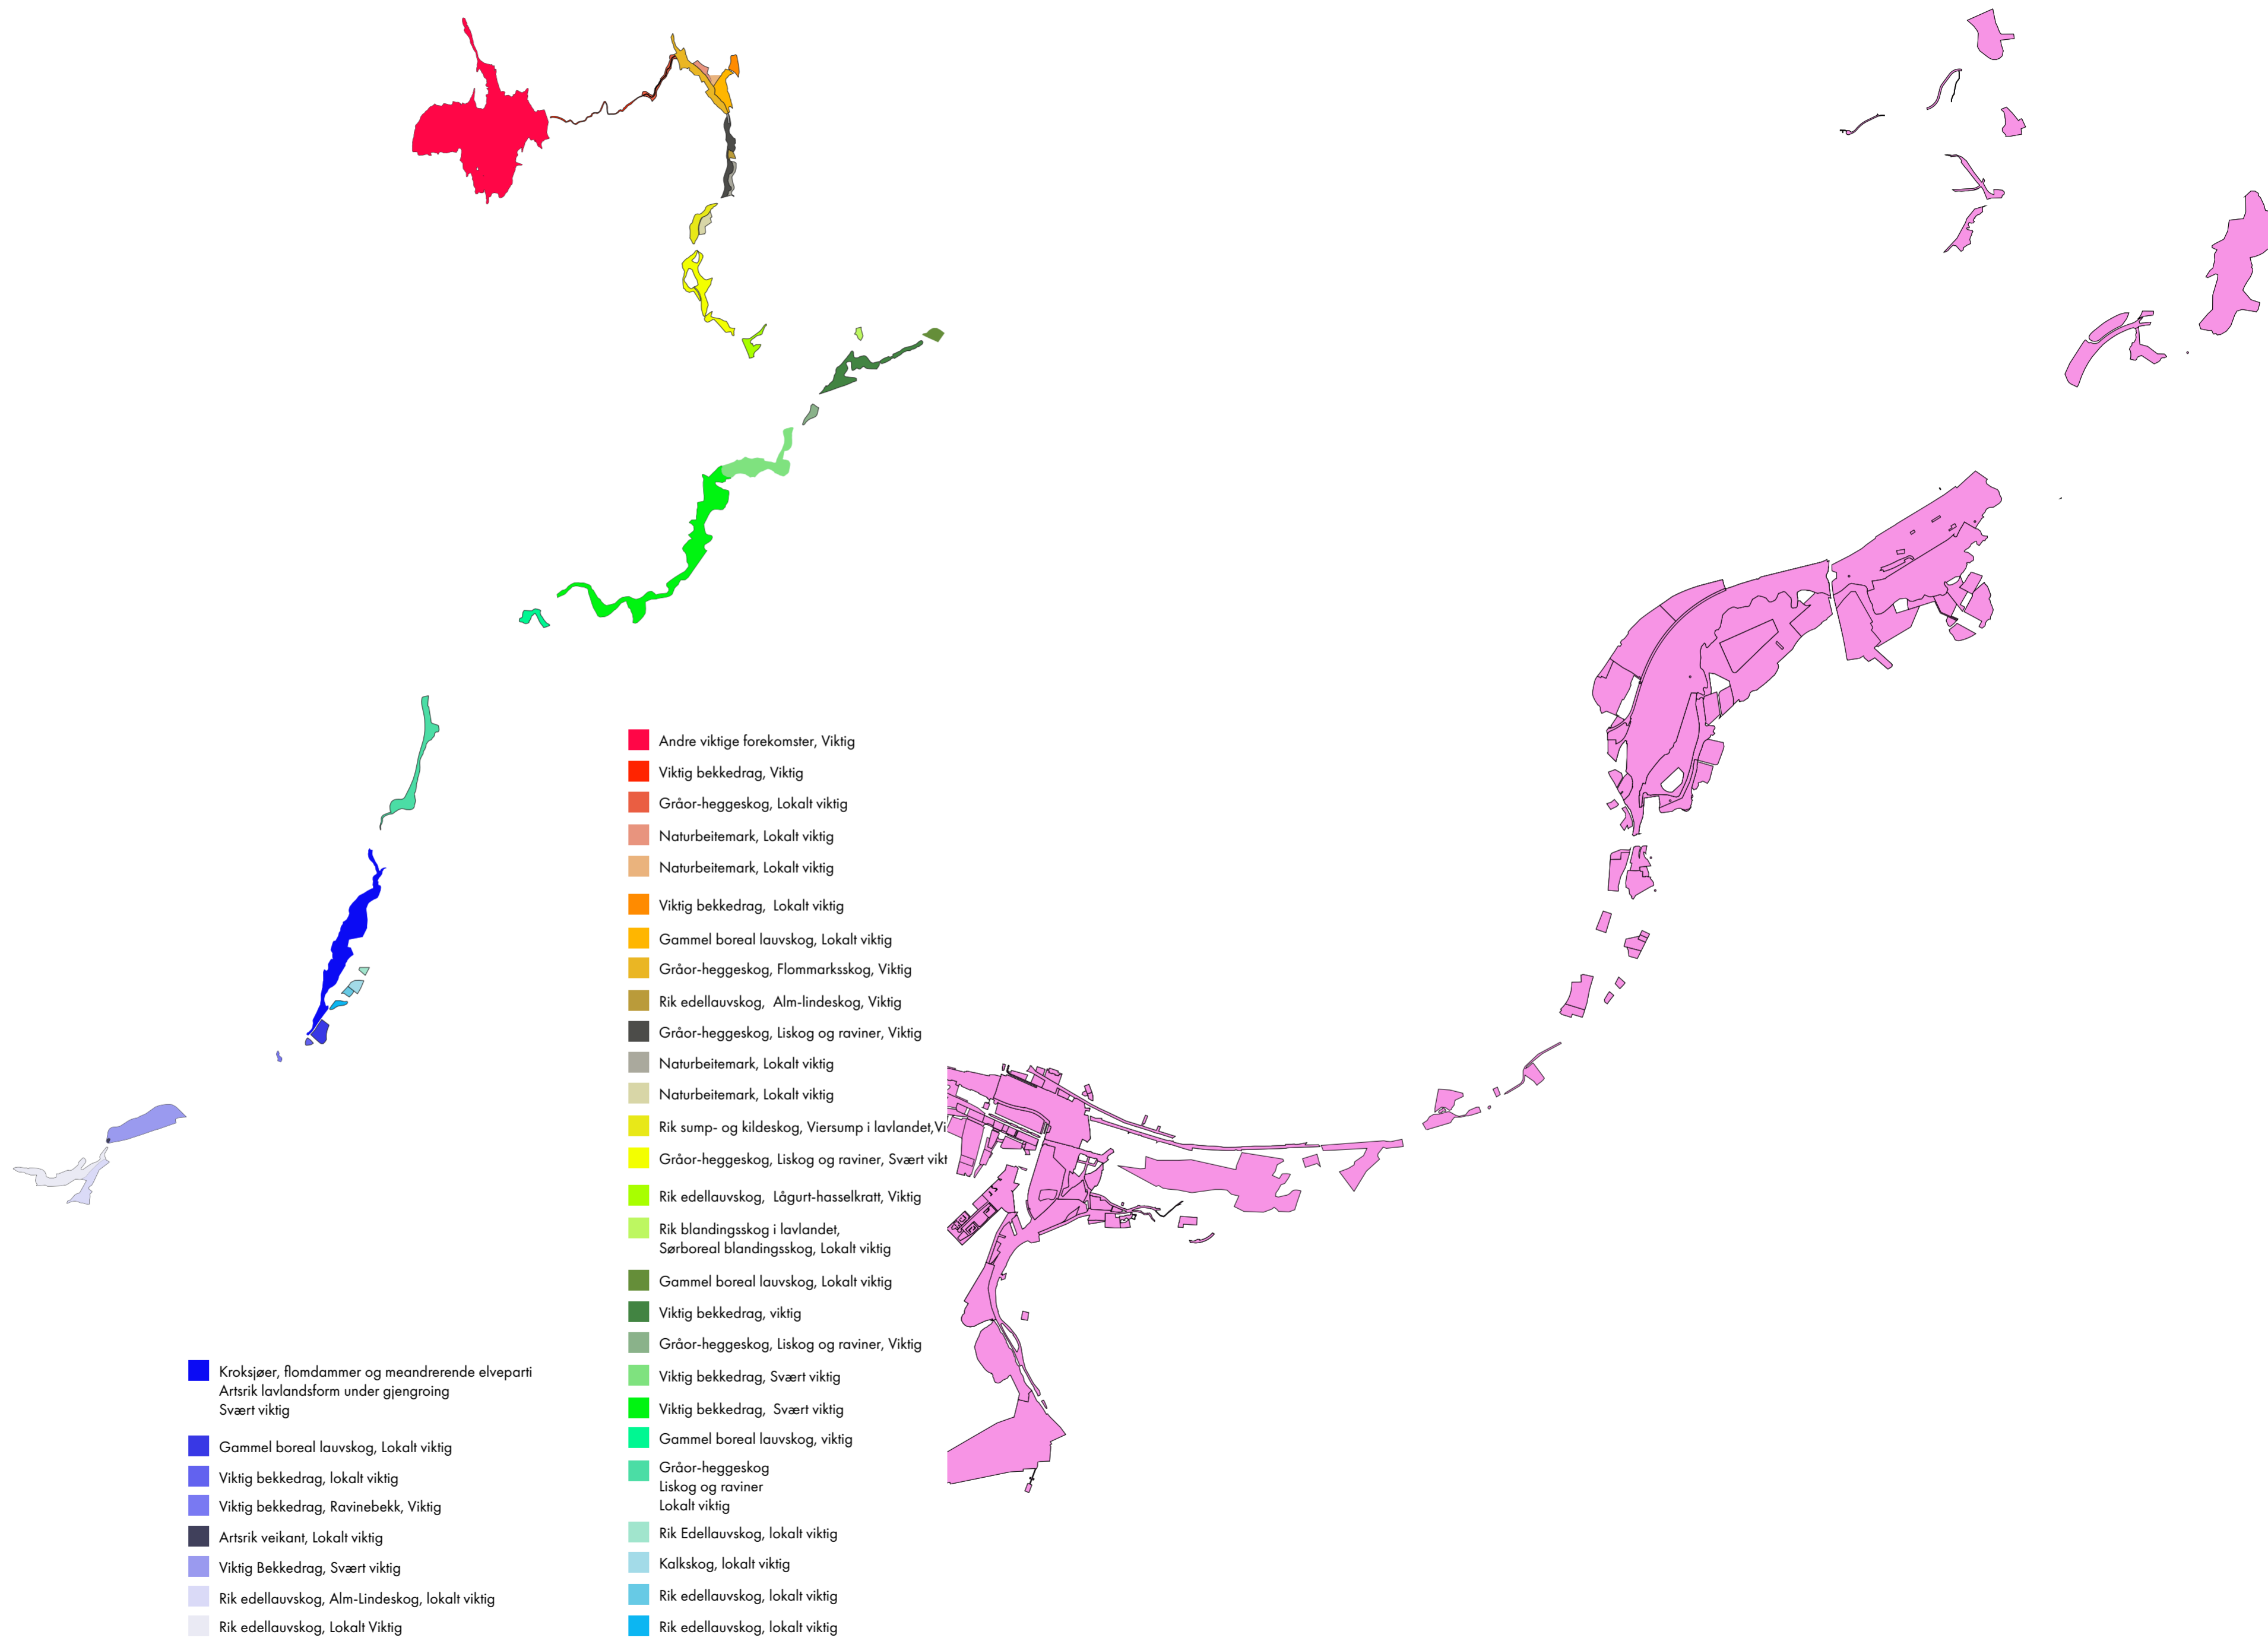 Andre viktige forekomster, Viktig
Viktig bekkedrag, Viktig
Gråor-heggeskog, Lokalt viktig
Naturbeitemark, Lokalt viktig
Naturbeitemark, Lokalt viktig
Viktig bekkedrag, Lokalt viktig
Gammel boreal lauvskog, Lokalt viktig
Gråor-heggeskog, Flommarksskog, Viktig
Rik edellauvskog, Alm-lindeskog, Viktig
Gråor-heggeskog, Liskog og raviner, Viktig
Naturbeitemark, Lokalt viktig
Naturbeitemark, Lokalt viktig
Rik sump- og kildeskog, Viersump i lavlandet,Vi
Gråor-heggeskog, Liskog og raviner, Svært vikt
Rik edellauvskog, Lågurt-hasselkratt, Viktig
Rik blandingsskog i lavlandet,
Sørboreal blandingsskog, Lokalt viktig
Gammel boreal lauvskog, Lokalt viktig
Viktig bekkedrag, viktig
Gråor-heggeskog, Liskog og raviner, Viktig
Viktig bekkedrag, Svært viktig
Viktig bekkedrag, Svært viktig
Gammel boreal lauvskog, viktig
Gråor-heggeskog
Liskog og raviner
Lokalt viktig
Rik Edellauvskog, lokalt viktig
Kalkskog, lokalt viktig
Rik edellauvskog, lokalt viktig
Rik edellauvskog, lokalt viktig
Kroksjøer, flomdammer og meandrerende elveparti
Artsrik lavlandsform under gjengroing
Svært viktig
Gammel boreal lauvskog, Lokalt viktig
Viktig bekkedrag, lokalt viktig
Viktig bekkedrag, Ravinebekk, Viktig
Artsrik veikant, Lokalt viktig
Viktig Bekkedrag, Svært viktig
Rik edellauvskog, Alm-Lindeskog, lokalt viktig
Rik edellauvskog, Lokalt Viktig